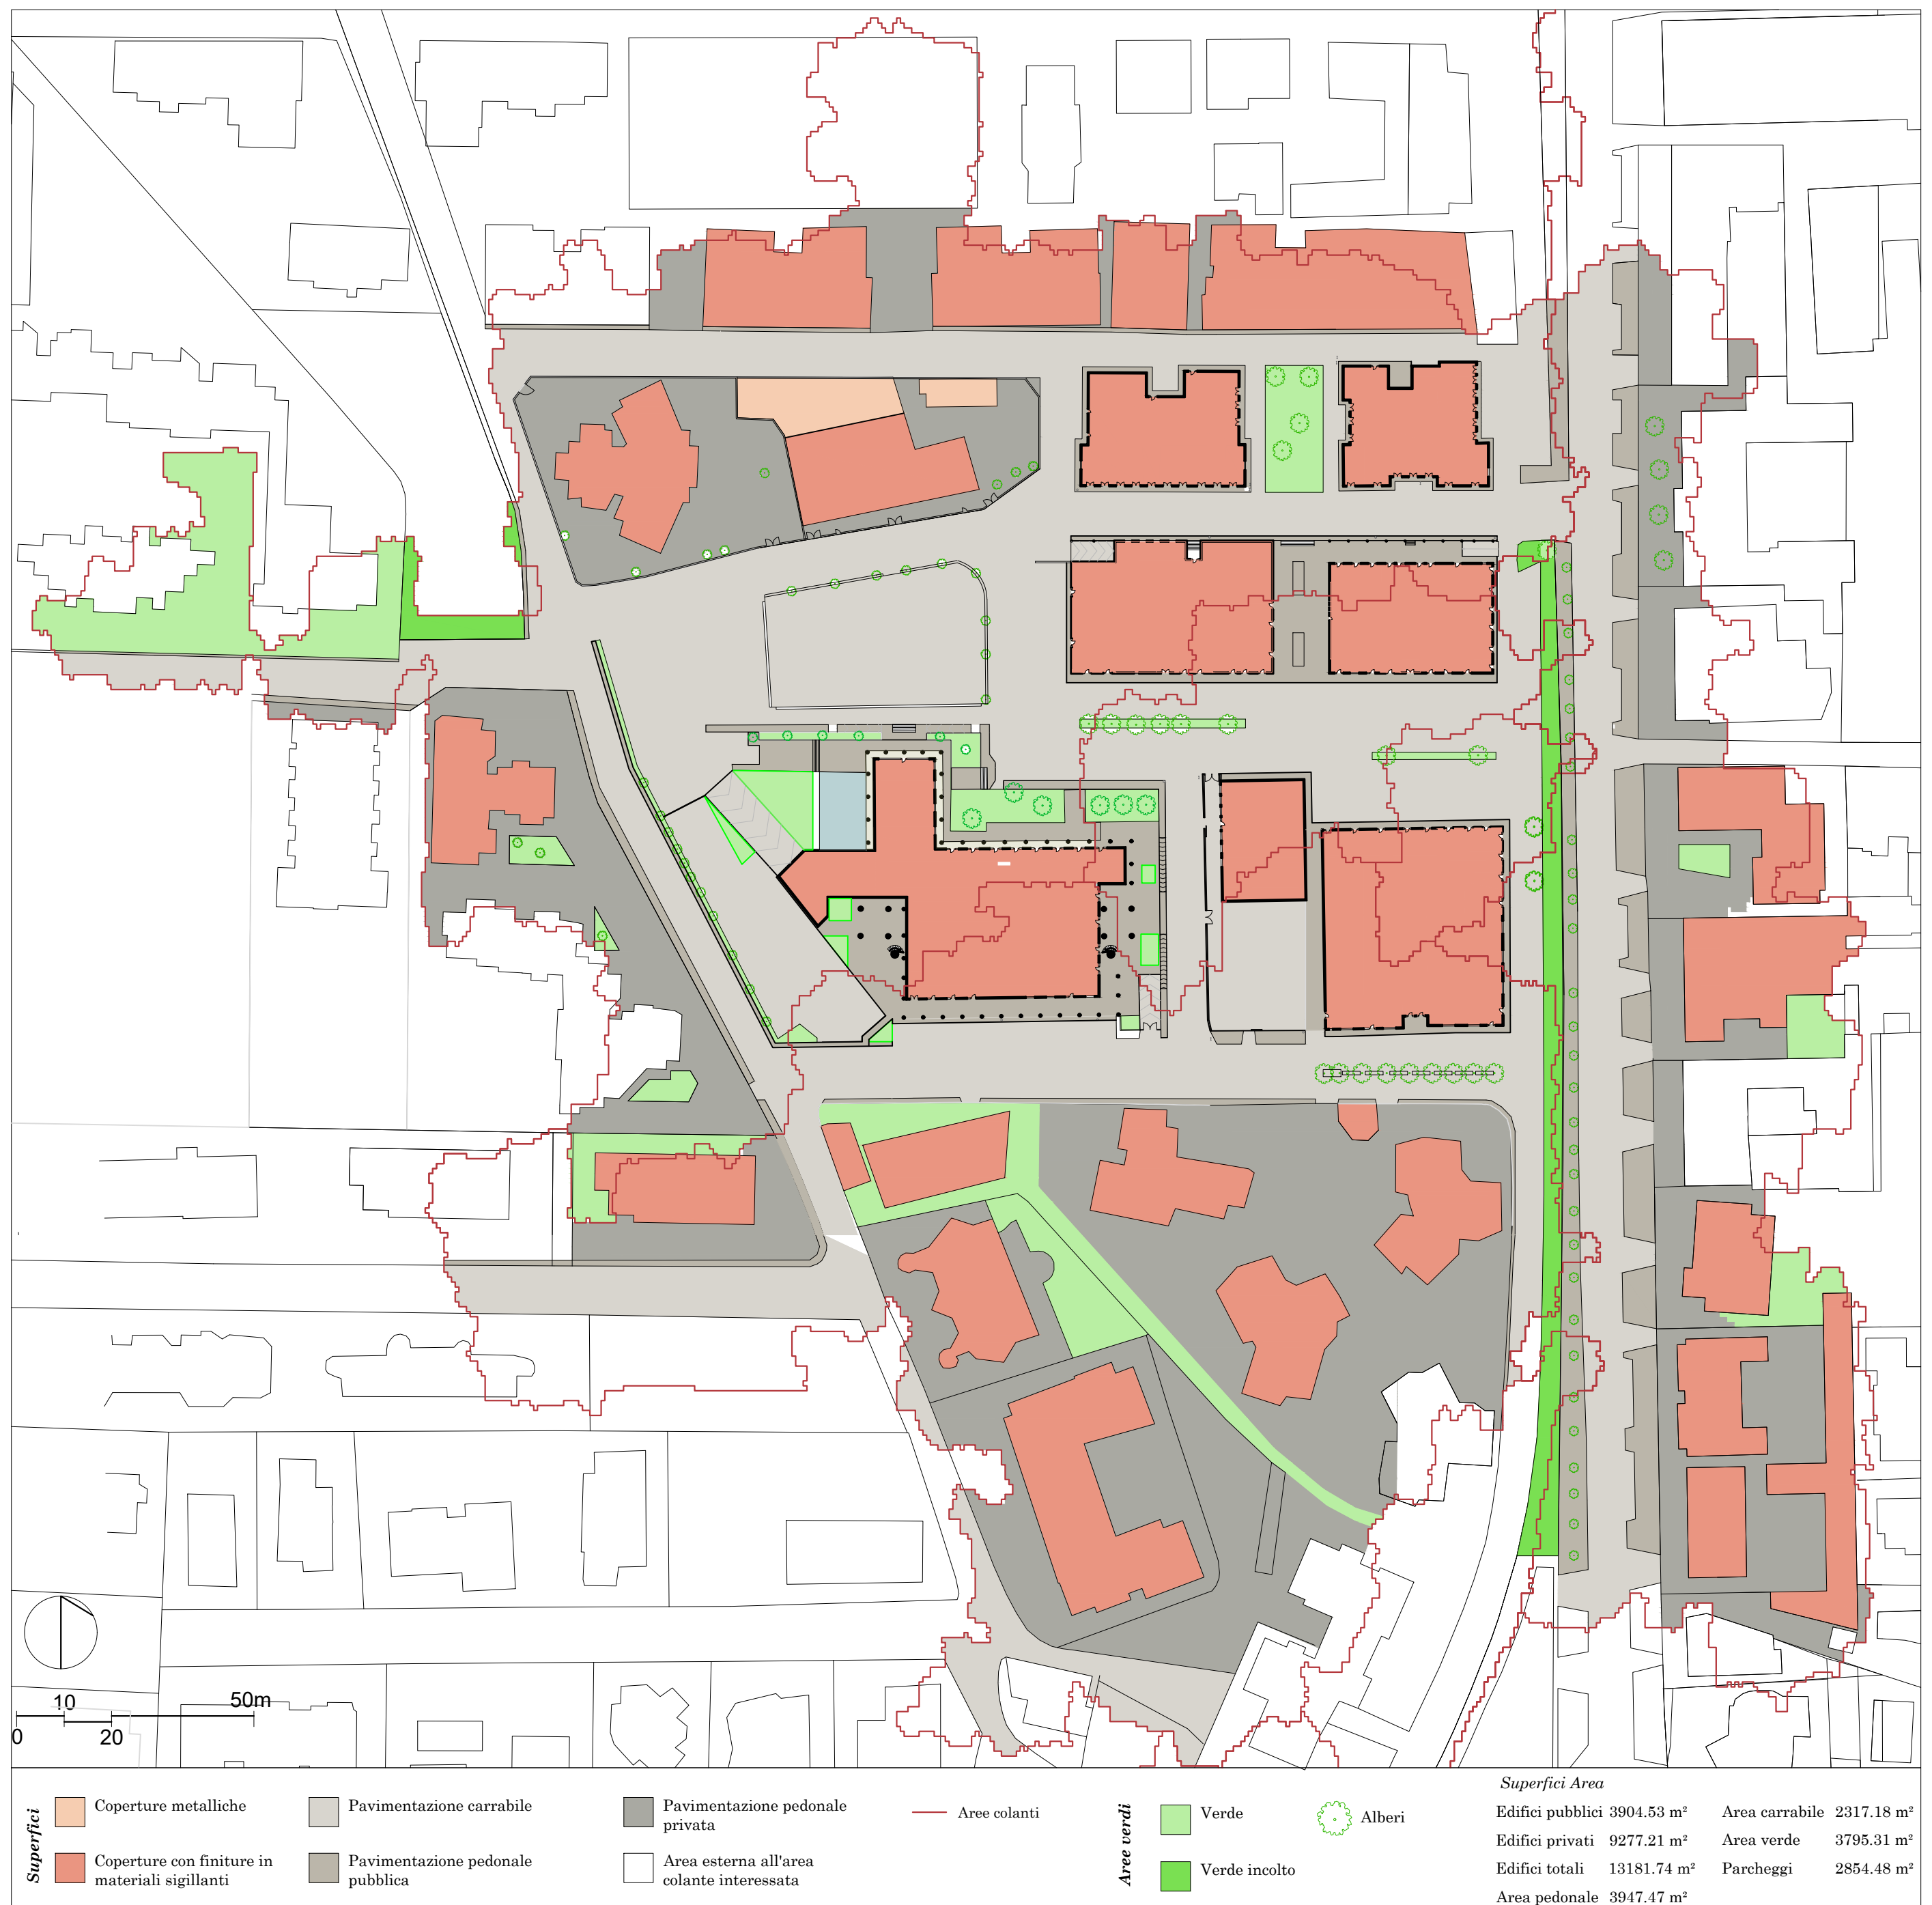 10
50m
0
20
Superfici
Coperture metalliche
Coperture con finiture in
materiali sigillanti
Pavimentazione carrabile
Pavimentazione pedonale
pubblica
Pavimentazione pedonale
privata
Area esterna all'area
colante interessata
Aree colanti
Aree verdi
Verde
Verde incolto
Alberi
Superfici Area
Edifici pubblici 3904.53 m²
Edifici privati 9277.21 m²
Edifici totali 13181.74 m²
Area pedonale 3947.47 m²
Area carrabile 2317.18 m²
Area verde 3795.31 m²
Parcheggi 2854.48 m²